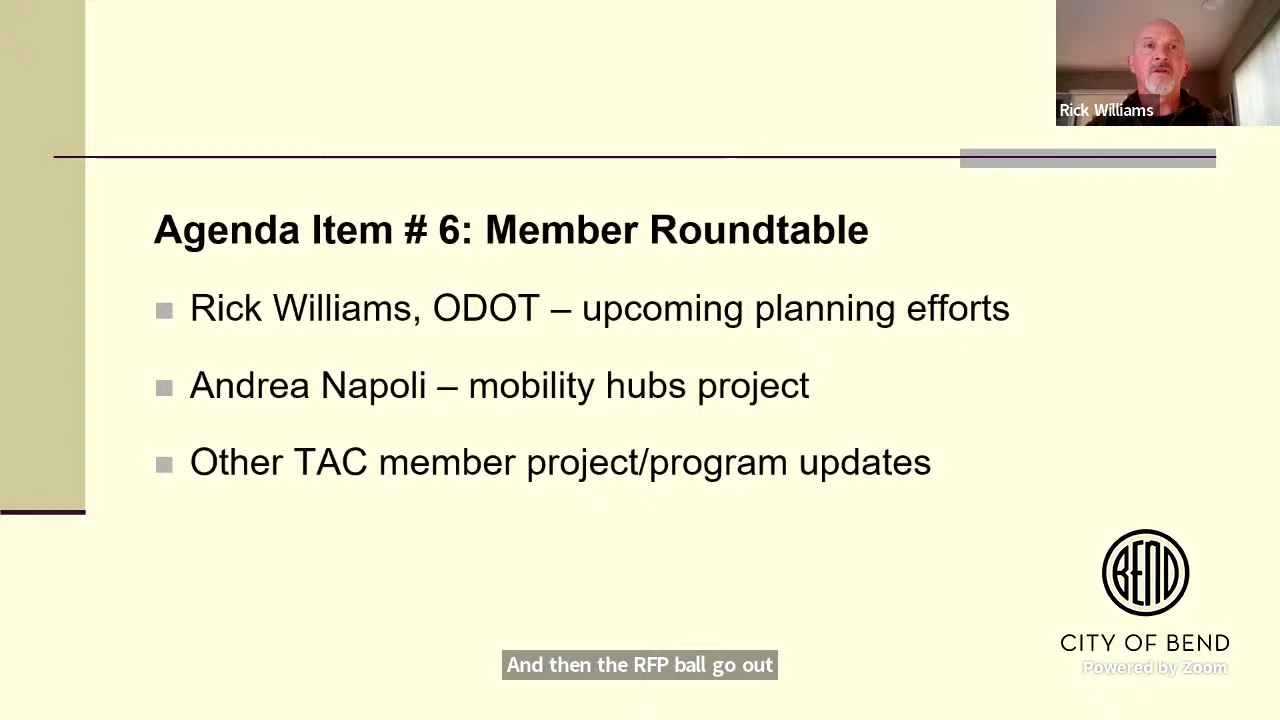 Rick Williams
Agenda Item # 6: Member Roundtable
Rick Williams, ODOT – upcoming planning efforts
Andrea Napoli – mobility hubs project
Other TAC member project/program updates
BEND
CITY OF BEND
Powered by Zoom
And then the RFP ball go out